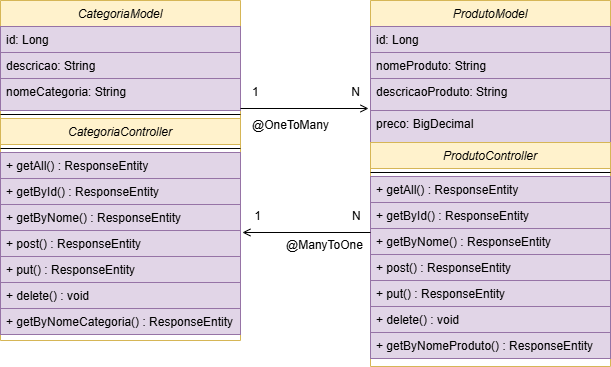 CategoriaModel
id: Long
descricao: String
nomeCategoria: String
CategoriaController
+ getAll() : ResponseEntity
+ getById() : ResponseEntity
+ getByNome() : ResponseEntity
+ post() : ResponseEntity
+ put() : ResponseEntity
+ delete() : void
+ getByNomeCategoria() : ResponseEntity
1 N
@OneToMany
1 N
@ManyToOne
ProdutoModel
id: Long
nomeProduto: String
descricaoProduto: String
preco: BigDecimal
ProdutoController
+ getAll() : ResponseEntity
+ getById() : ResponseEntity
+ getByNome() : ResponseEntity
+ post() : ResponseEntity
+ put() : ResponseEntity
+ delete() : void
+ getByNomeProduto() : ResponseEntity